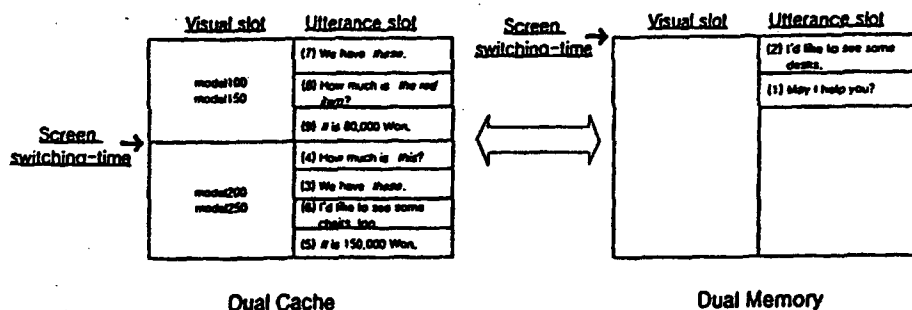 Visual slot Utterance slot
Screen switching-time
(7) We have these.
model100
model150
(8) How much is the red
item?
(9) It is 80,000 Won.
Screen
switching-time
(4) How much is this?
(3) We have these.
model200
model250
(6) I'd like to see some
chairs, too.
(5) It is 150,000 Won.
Dual Cache
Visual slot Utterance slot
(2) I'd like to see some
desks.
(1) May I help you?
Dual Memory